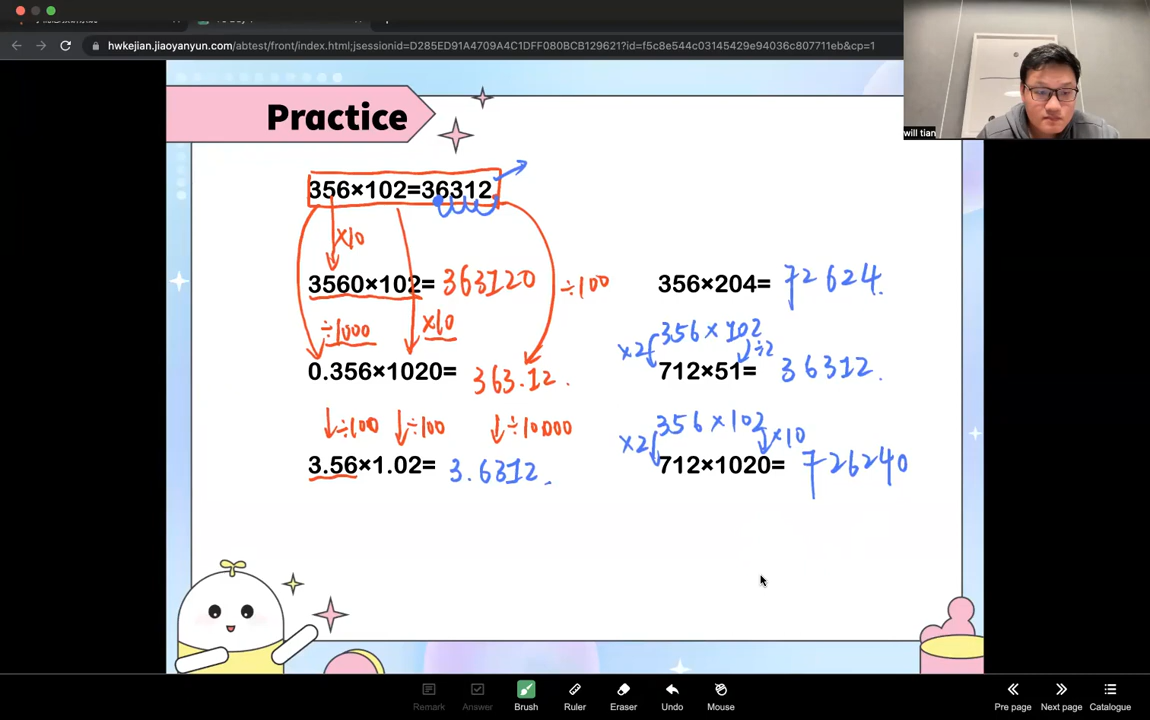 hwkejian.jiaoyanyun.com/abtest/front/index.html;jsessionid=D285ED91A4709A4C1DFF080BCB129621?id=f5c8e544c03145429e94036c807711eb&cp=1
will tian
Practice
356×102=36312
×10
3560×102= 363120
÷100
÷1000
×10
0.356×1020= 363.12.
÷100
÷100
÷10000
3.56×1.02= 3.6312.
356×204= 72624.
356×102
×2
÷2
712×51= 36312.
356×102
×2
×10
712×1020= 726240
Remark
Answer
Brush
Ruler
Eraser
Undo
Mouse
Pre page
Next page
Catalogue